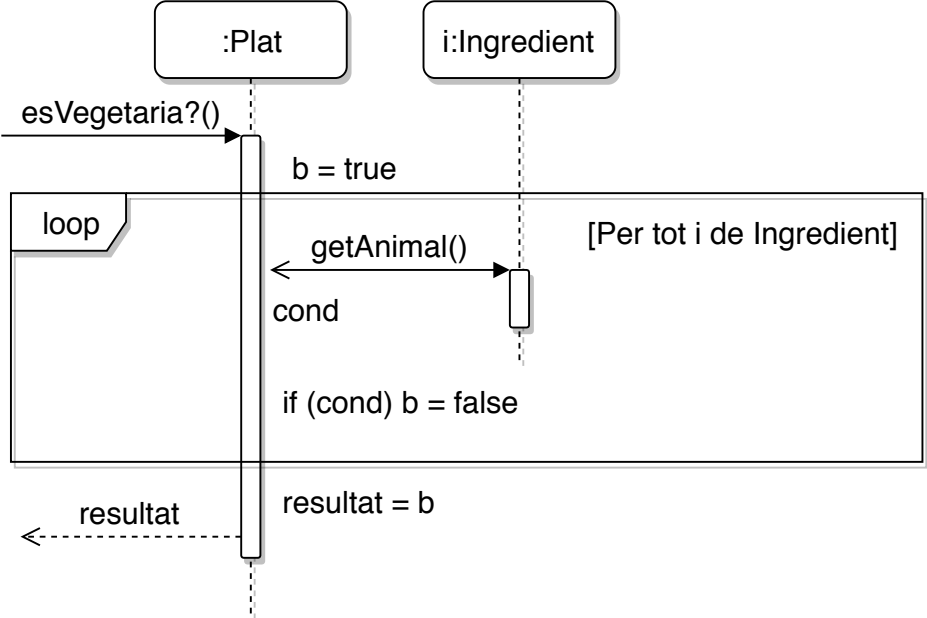 :Plat
i:Ingredient
esVegetaria?()
b = true
loop
[Per tot i de Ingredient]
getAnimal()
cond
if (cond) b = false
resultat = b
resultat